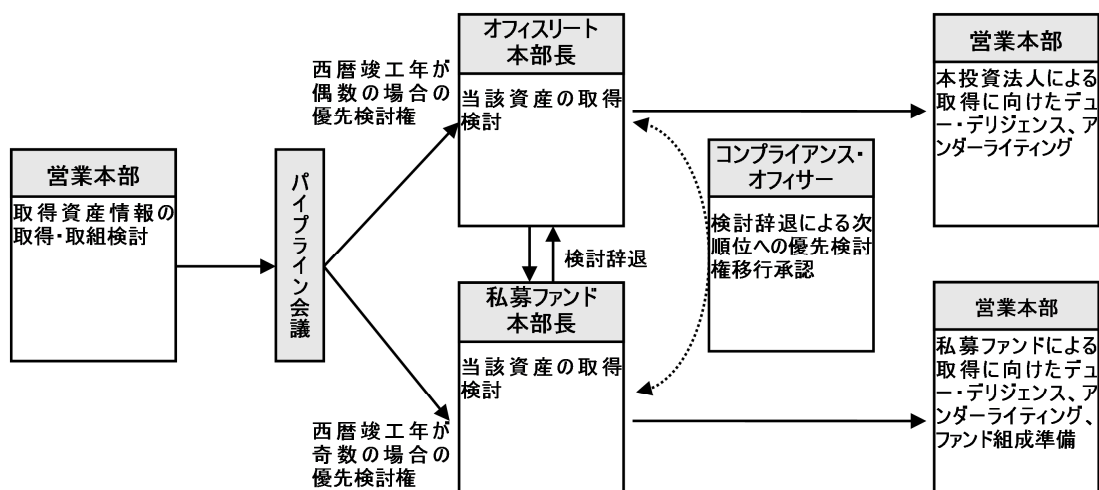 営業本部
取得資産情報の
取得・取組検討
パイプライン会議
西暦竣工年が
偶数の場合の
優先検討権
西暦竣工年が
奇数の場合の
優先検討権
オフィスリート
本部長
当該資産の取得
検討
検討辞退
私募ファンド
本部長
当該資産の取得
検討
コンプライアンス・
オフィサー
検討辞退による次
順位への優先検討
権移行承認
営業本部
本投資法人による
取得に向けたデュ
ー・デリジェンス、ア
ンダーライティング
営業本部
私募ファンドによる
取得に向けたデュ
ー・デリジェンス、ア
ンダーライティング、
ファンド組成準備